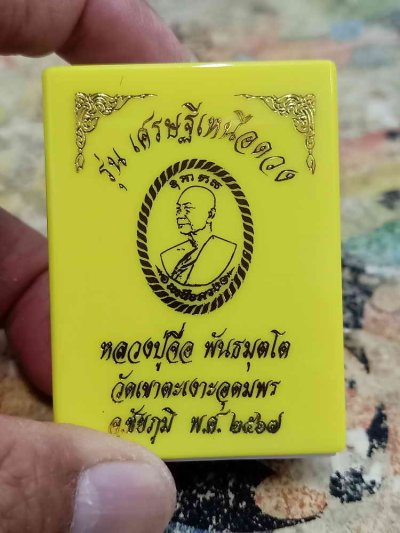 รุ่น เศรษฐีเหนือดวง
หลวงปู่จื่อ พันธมุตโต
วัดเขาตะเงาะอุดมพร
จ.ชัยภูมิ พ.ศ. ๒๕๖๗